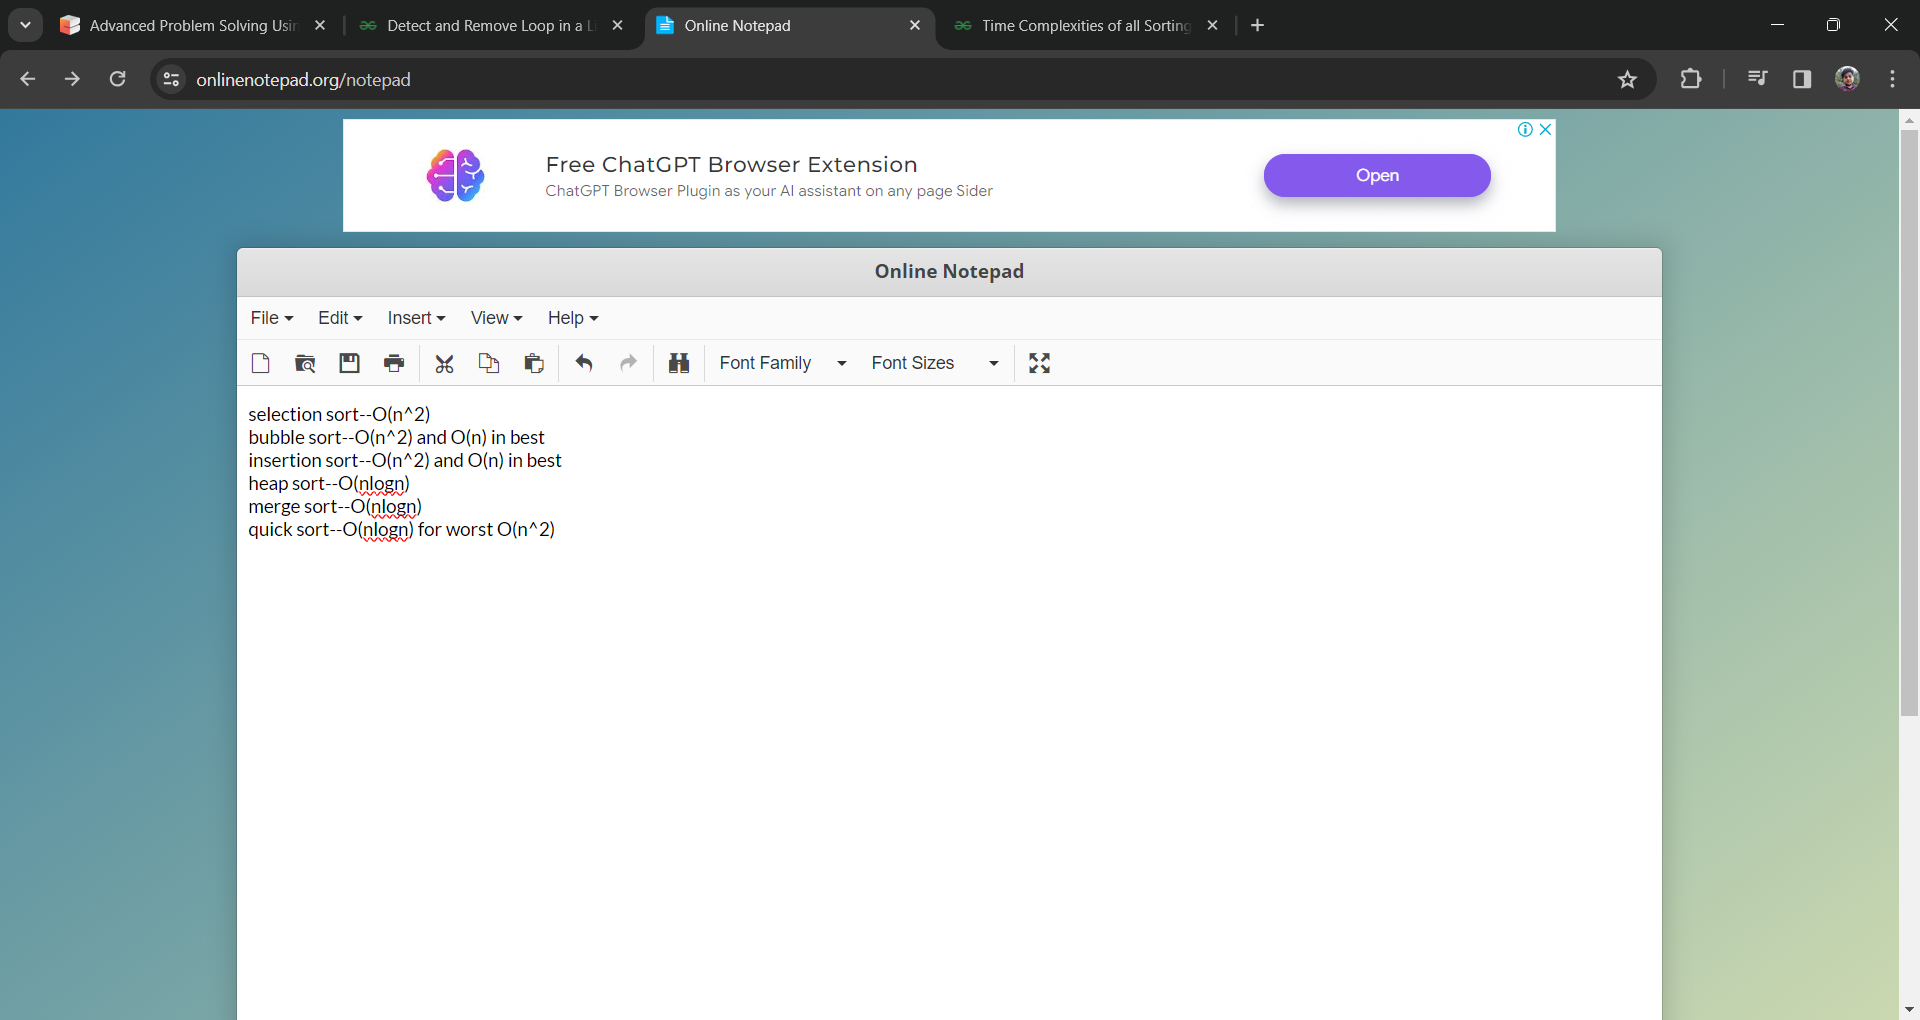 Advanced Problem Solving Usin
Detect and Remove Loop in a Li
Online Notepad
Time Complexities of all Sorting
onlinenotepad.org/notepad
Free ChatGPT Browser Extension
ChatGPT Browser Plugin as your AI assistant on any page Sider
Open
Online Notepad
File Edit Insert View Help
Font Family Font Sizes
selection sort--O(n^2)
bubble sort--O(n^2) and O(n) in best
insertion sort--O(n^2) and O(n) in best
heap sort--O(nlogn)
merge sort--O(nlogn)
quick sort--O(nlogn) for worst O(n^2)